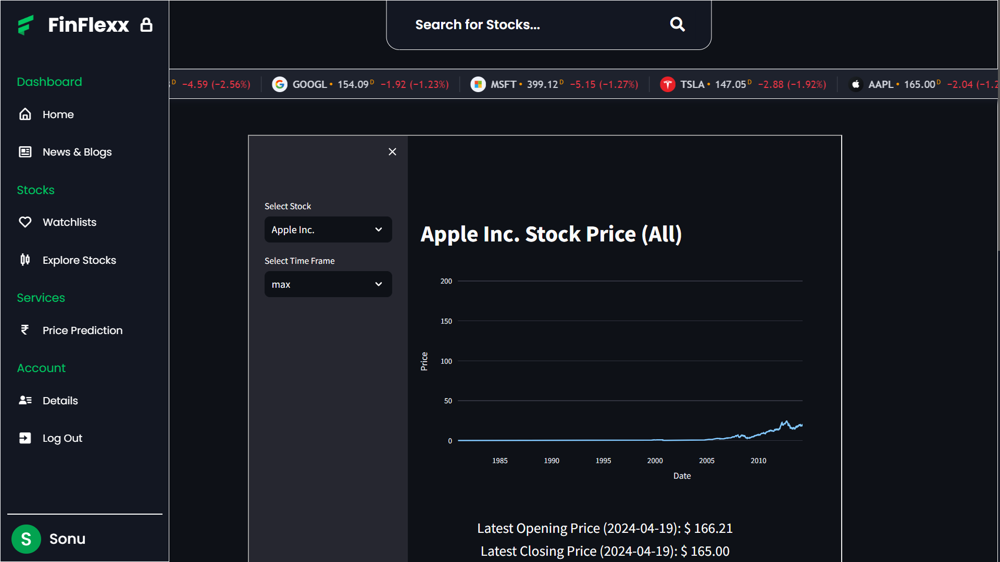 FinFlexx
Search for Stocks...
D −4.59 (−2.56%) GOOGL • 154.09 D −1.92 (−1.23%) MSFT • 399.12 D −5.15 (−1.27%) TSLA • 147.05 D −2.88 (−1.92%) AAPL • 165.00 D −2.04 (−1.2
Dashboard
Home
News & Blogs
Stocks
Watchlists
Explore Stocks
Services
₹ Price Prediction
Account
Details
Log Out
S Sonu
Select Stock
Apple Inc.
Select Time Frame
max
Apple Inc. Stock Price (All)
200
150
100
50
0
Price
1985 1990 1995 2000 2005 2010
Date
Latest Opening Price (2024-04-19): $ 166.21
Latest Closing Price (2024-04-19): $ 165.00